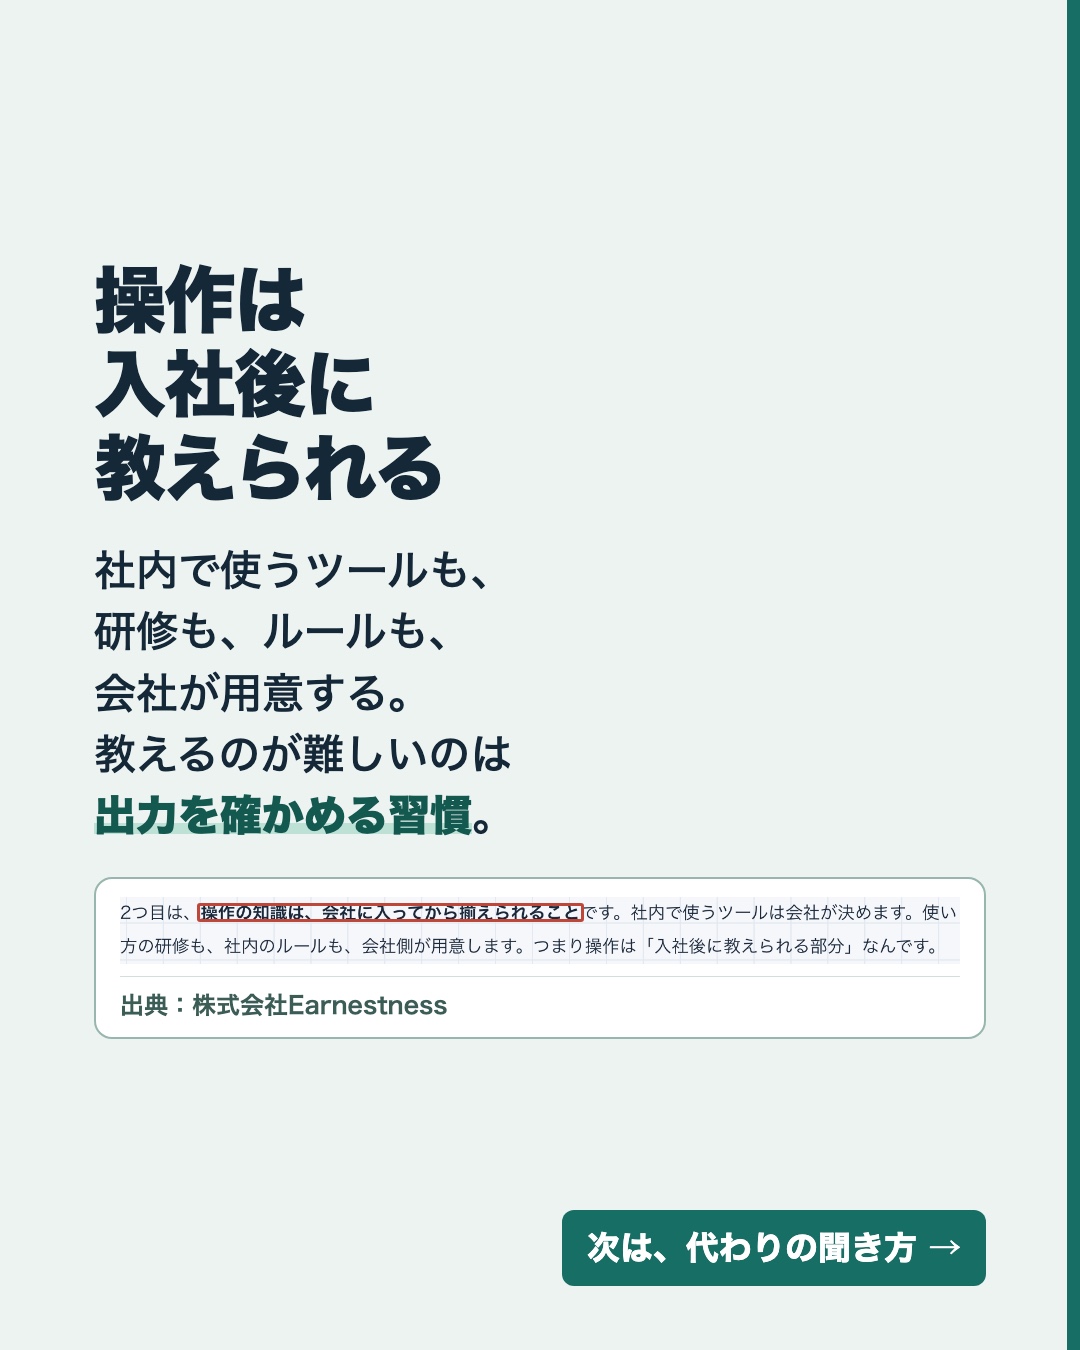 操作は
入社後に
教えられる
社内で使うツールも、
研修も、ルールも、
会社が用意する。
教えるのが難しいのは
出力を確かめる習慣。
2つ目は、操作の知識は、会社に入ってから揃えられることです。社内で使うツールは会社が決めます。使い
方の研修も、社内のルールも、会社側が用意します。つまり操作は「入社後に教えられる部分」なんです。
出典：株式会社Earnestness
次は、代わりの聞き方 →